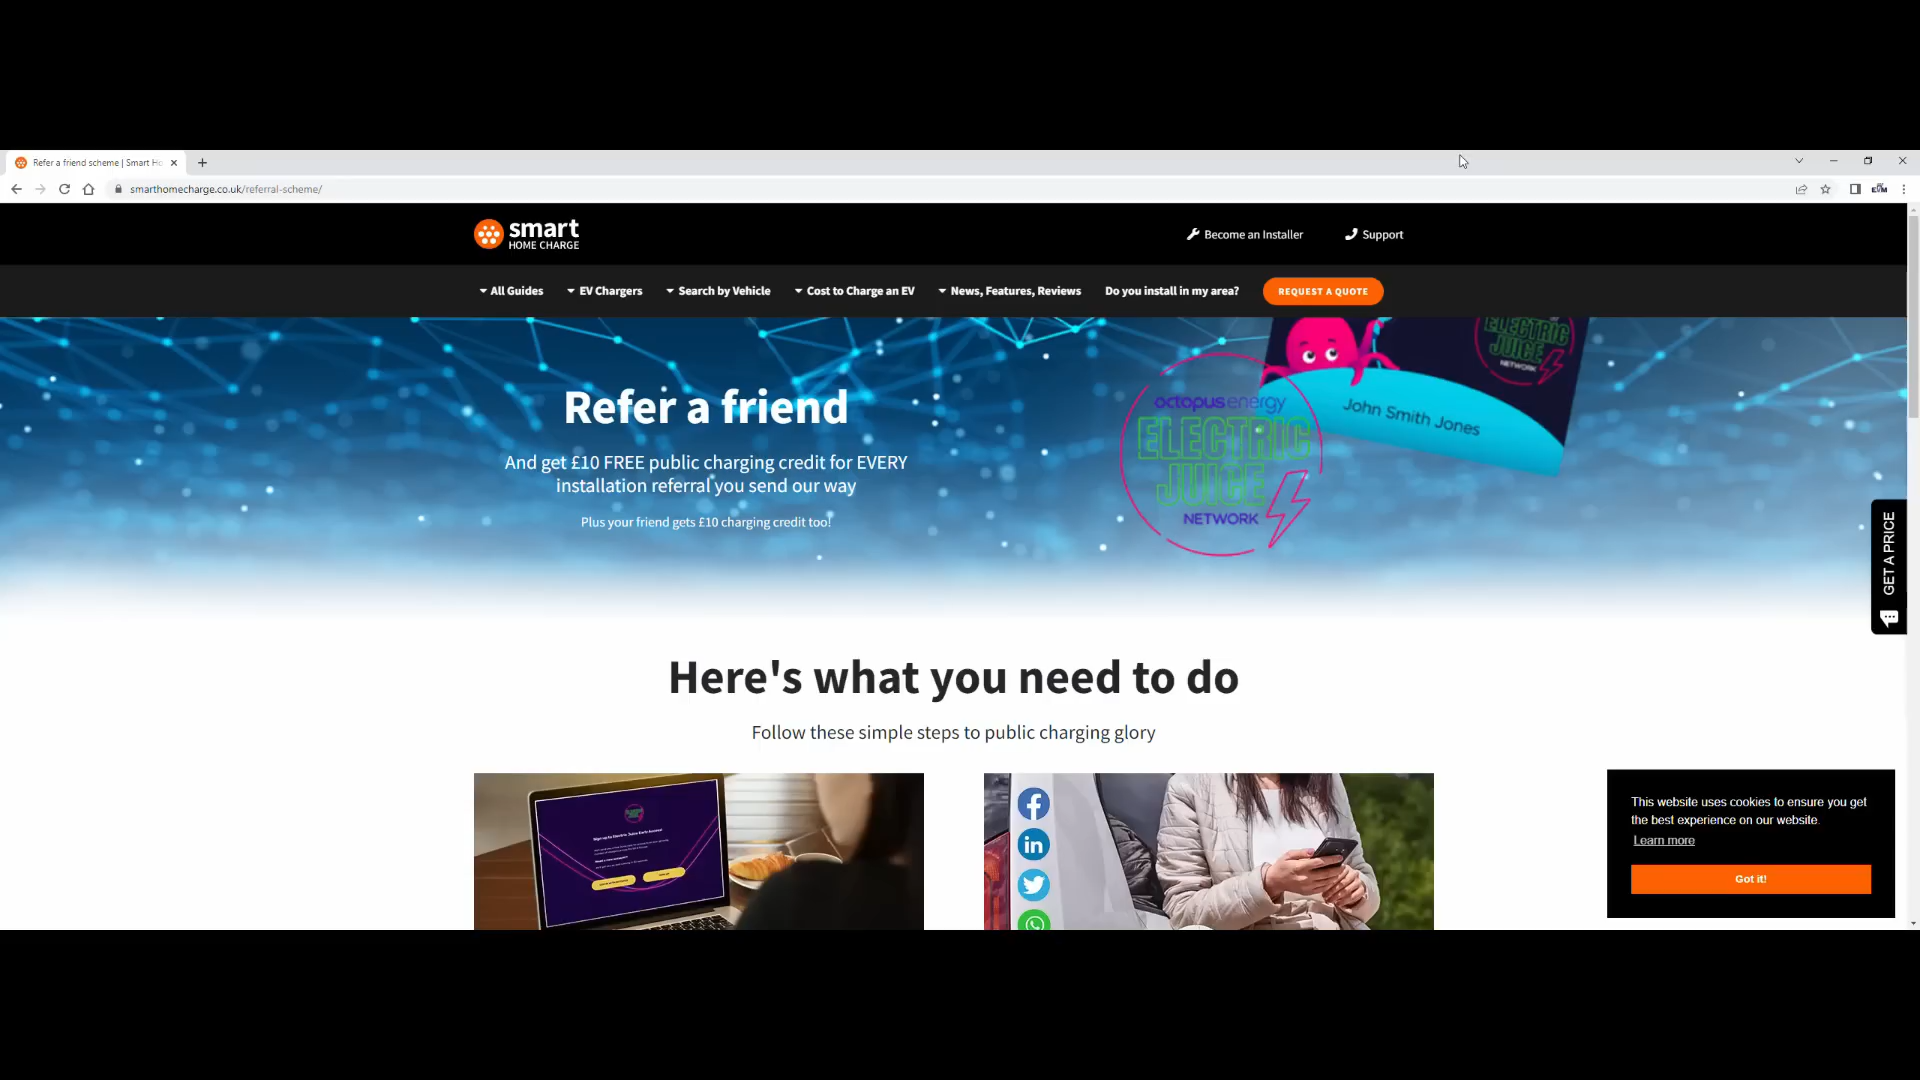 Refer a friend scheme | Smart Ho
smarthomecharge.co.uk/referral-scheme/
EVM
smart
HOME CHARGE
Become an Installer
Support
All Guides
EV Chargers
Search by Vehicle
Cost to Charge an EV
News, Features, Reviews
Do you install in my area?
REQUEST A QUOTE
Refer a friend
And get £10 FREE public charging credit for EVERY
installation referral you send our way
Plus your friend gets £10 charging credit too!
octopusenergy
ELECTRIC
JUICE
NETWORK
ELECTRIC
JUICE
NETWORK
John Smith Jones
GET A PRICE
Here's what you need to do
Follow these simple steps to public charging glory
This website uses cookies to ensure you get
the best experience on our website.
Learn more
Got it!